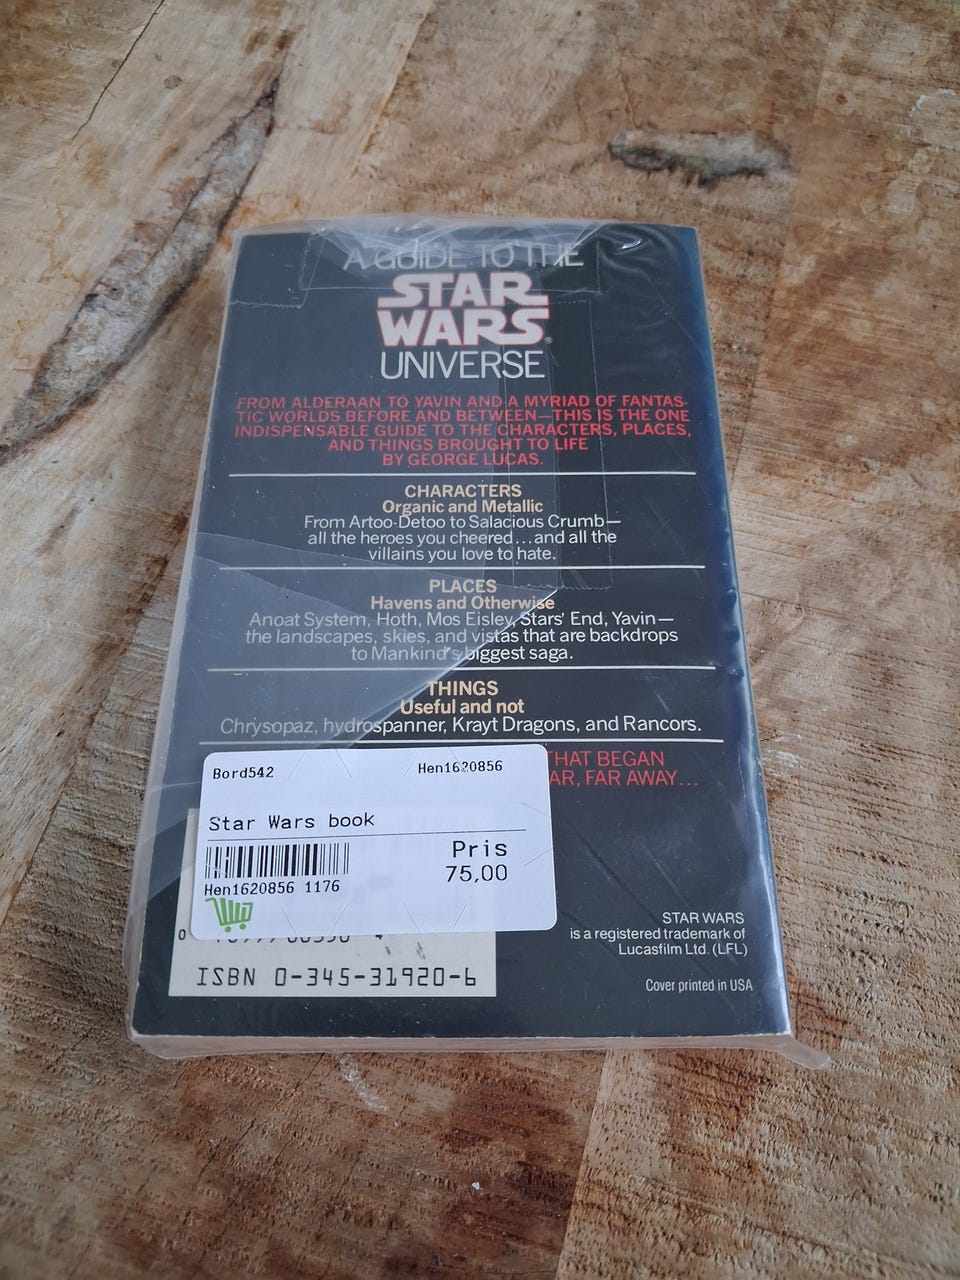 A GUIDE TO THE
STAR
WARS®
UNIVERSE
FROM ALDERAAN TO YAVIN AND A MYRIAD OF FANTAS-
TIC WORLDS BEFORE AND BETWEEN—THIS IS THE ONE
INDISPENSABLE GUIDE TO THE CHARACTERS, PLACES,
AND THINGS BROUGHT TO LIFE
BY GEORGE LUCAS.
CHARACTERS
Organic and Metallic
From Artoo-Detoo to Salacious Crumb—
all the heroes you cheered...and all the
villains you love to hate.
PLACES
Havens and Otherwise
Anoat System, Hoth, Mos Eisley, Stars' End, Yavin—
the landscapes, skies, and vistas that are backdrops
to Mankind's biggest saga.
THINGS
Useful and not
Chrysopaz, hydrospanner, Krayt Dragons, and Rancors.
THAT BEGAN
FAR AWAY...
Bord542 Hen1620856
Star Wars book
Pris
75,00
Hen1620856 1176
0
ISBN 0-345-31920-6
STAR WARS
is a registered trademark of
Lucasfilm Ltd. (LFL)
Cover printed in USA